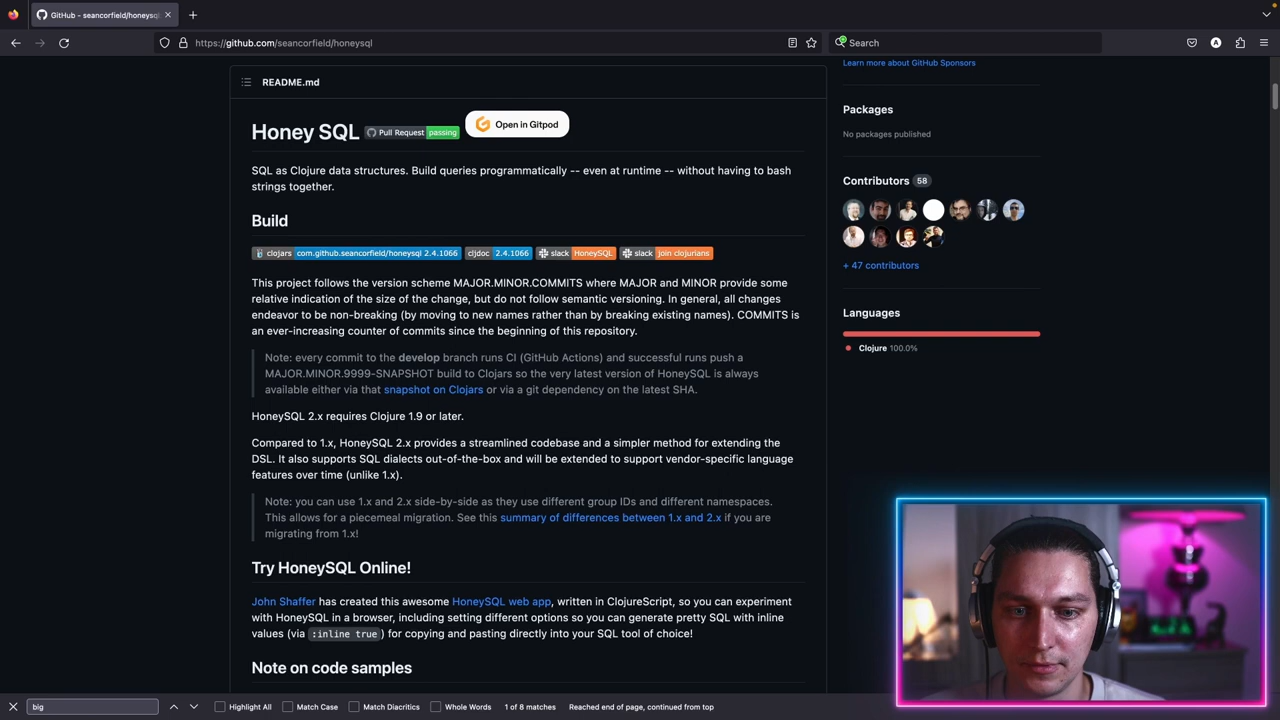 GitHub - seancorfield/honeysql
https://github.com/seancorfield/honeysql
Search
README.md
Honey SQL
Pull Request passing
Open in Gitpod
SQL as Clojure data structures. Build queries programmatically -- even at runtime -- without having to bash
strings together.
Build
clojars com.github.seancorfield/honeysql 2.4.1066
cljdoc 2.4.1066
slack HoneySQL
slack join clojurians
This project follows the version scheme MAJOR.MINOR.COMMITS where MAJOR and MINOR provide some
relative indication of the size of the change, but do not follow semantic versioning. In general, all changes
endeavor to be non-breaking (by moving to new names rather than by breaking existing names). COMMITS is
an ever-increasing counter of commits since the beginning of this repository.
Note: every commit to the develop branch runs CI (GitHub Actions) and successful runs push a
MAJOR.MINOR.9999-SNAPSHOT build to Clojars so the very latest version of HoneySQL is always
available either via that snapshot on Clojars or via a git dependency on the latest SHA.
HoneySQL 2.x requires Clojure 1.9 or later.
Compared to 1.x, HoneySQL 2.x provides a streamlined codebase and a simpler method for extending the
DSL. It also supports SQL dialects out-of-the-box and will be extended to support vendor-specific language
features over time (unlike 1.x).
Note: you can use 1.x and 2.x side-by-side as they use different group IDs and different namespaces.
This allows for a piecemeal migration. See this summary of differences between 1.x and 2.x if you are
migrating from 1.x!
Try HoneySQL Online!
John Shaffer has created this awesome HoneySQL web app, written in ClojureScript, so you can experiment
with HoneySQL in a browser, including setting different options so you can generate pretty SQL with inline
values (via :inline true) for copying and pasting directly into your SQL tool of choice!
Note on code samples
Learn more about GitHub Sponsors
Packages
No packages published
Contributors 58
+ 47 contributors
Languages
Clojure 100.0%
big
Highlight All
Match Case
Match Diacritics
Whole Words
1 of 8 matches
Reached end of page, continued from top